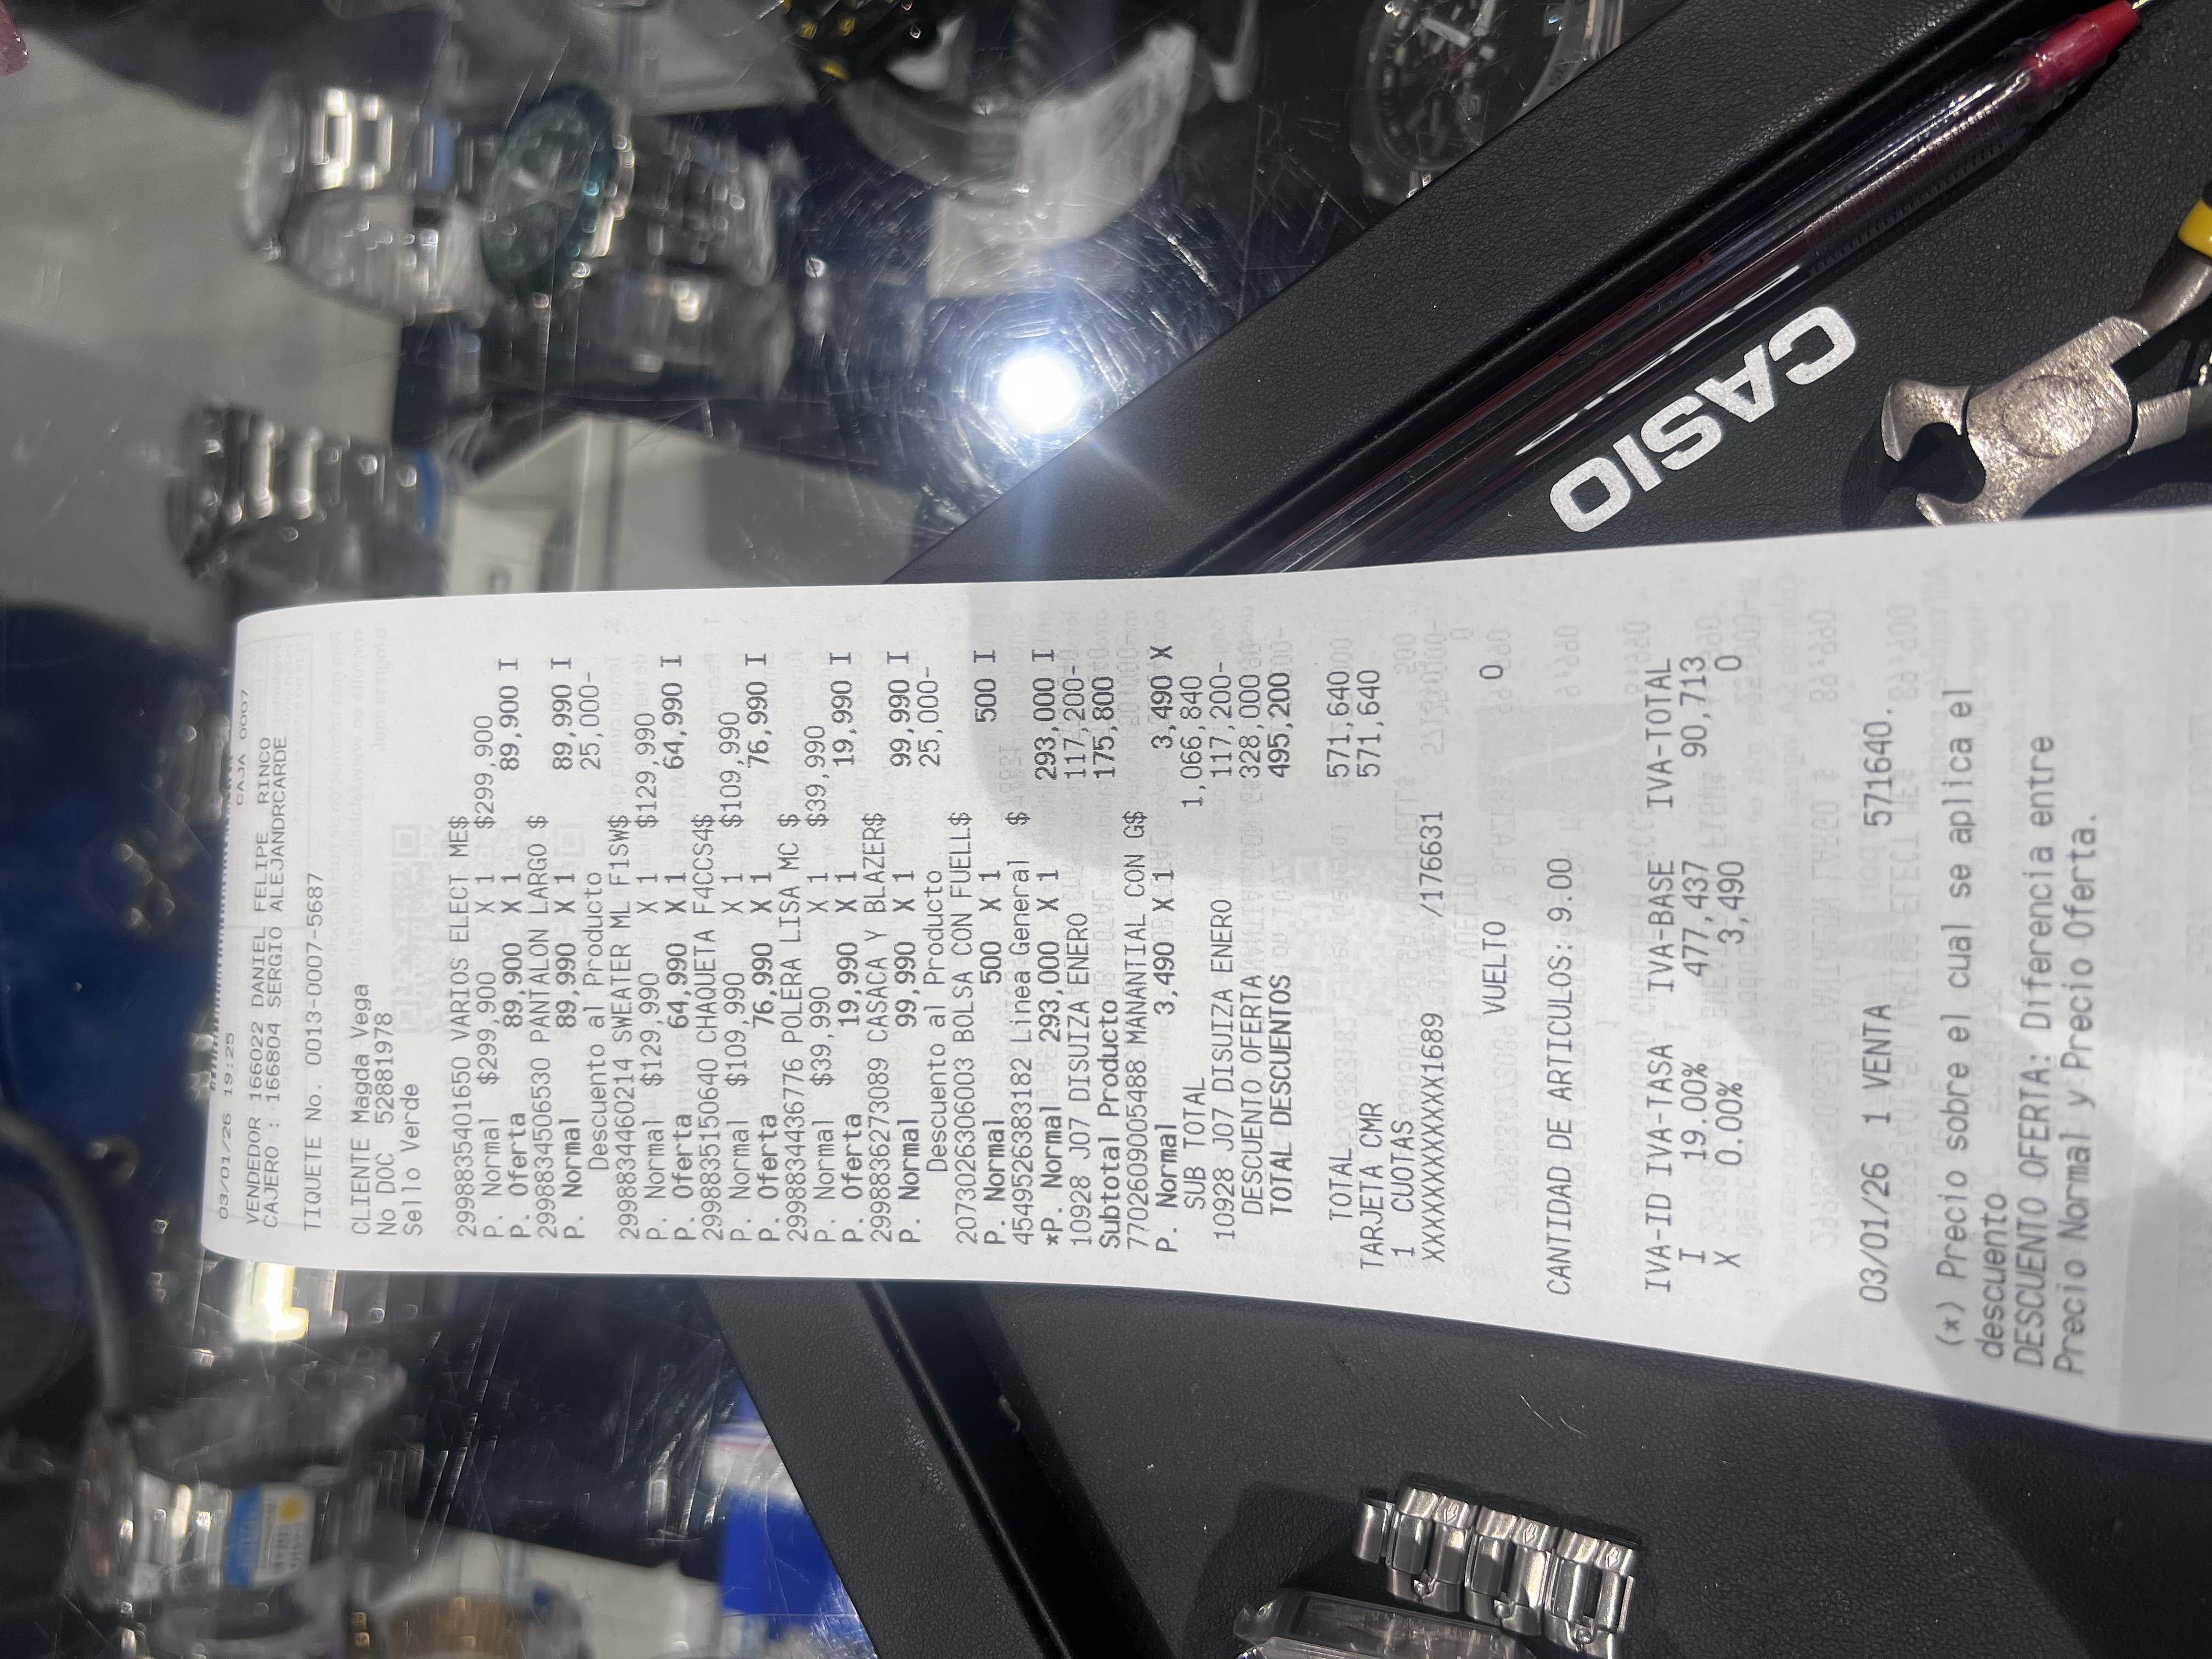 03/01/26 19:25 CAJA 0007
VENDEDOR 166022 DANIEL FELIPE RINCO
CAJERO : 166804 SERGIO ALEJANDRCARDE
TIQUETE No. 0013-0007-5687
CLIENTE Magda Vega
No DOC 52881978
Sello Verde
2998835401650 VARIOS ELECT ME$
P. Normal $299,900 X 1 $299,900
P. Oferta 89,900 X 1 89,900 I
2998834506530 PANTALON LARGO $
P. Normal 89,990 X 1 89,990 I
Descuento al Producto 25,000-
2998834460214 SWEATER ML F1SW$
P. Normal $129,990 X 1 $129,990
P. Oferta 64,990 X 1 64,990 I
2998835150640 CHAQUETA F4CCS4$
P. Normal $109,990 X 1 $109,990
P. Oferta 76,990 X 1 76,990 I
2998834436776 POLERA LISA MC $
P. Normal $39,990 X 1 $39,990
P. Oferta 19,990 X 1 19,990 I
2998836273089 CASACA Y BLAZER$
P. Normal 99,990 X 1 99,990 I
Descuento al Producto 25,000-
2073026306003 BOLSA CON FUELL$
P. Normal 500 X 1 500 I
4549526383182 Linea General $
*P. Normal 293,000 X 1 293,000 I
10928 J07 DISUIZA ENERO 117,200-
Subtotal Producto 175,800
7702609005488 MANANTIAL CON G$
P. Normal 3,490 X 1 3,490 X
SUB TOTAL 1,066,840
10928 J07 DISUIZA ENERO 117,200-
DESCUENTO OFERTA 328,000
TOTAL DESCUENTOS 495,200
TOTAL 571,640
TARJETA CMR 571,640
1 CUOTAS
XXXXXXXXXXXX1689 /176631
VUELTO 0
CANTIDAD DE ARTICULOS: 9.00
IVA-ID IVA-TASA IVA-BASE IVA-TOTAL
I 19.00% 477,437 90,713
X 0.00% 3,490 0
03/01/26 1 VENTA 571640.
(*) Precio sobre el cual se aplica el
descuento
DESCUENTO OFERTA: Diferencia entre
Precio Normal y Precio Oferta.
CASIO